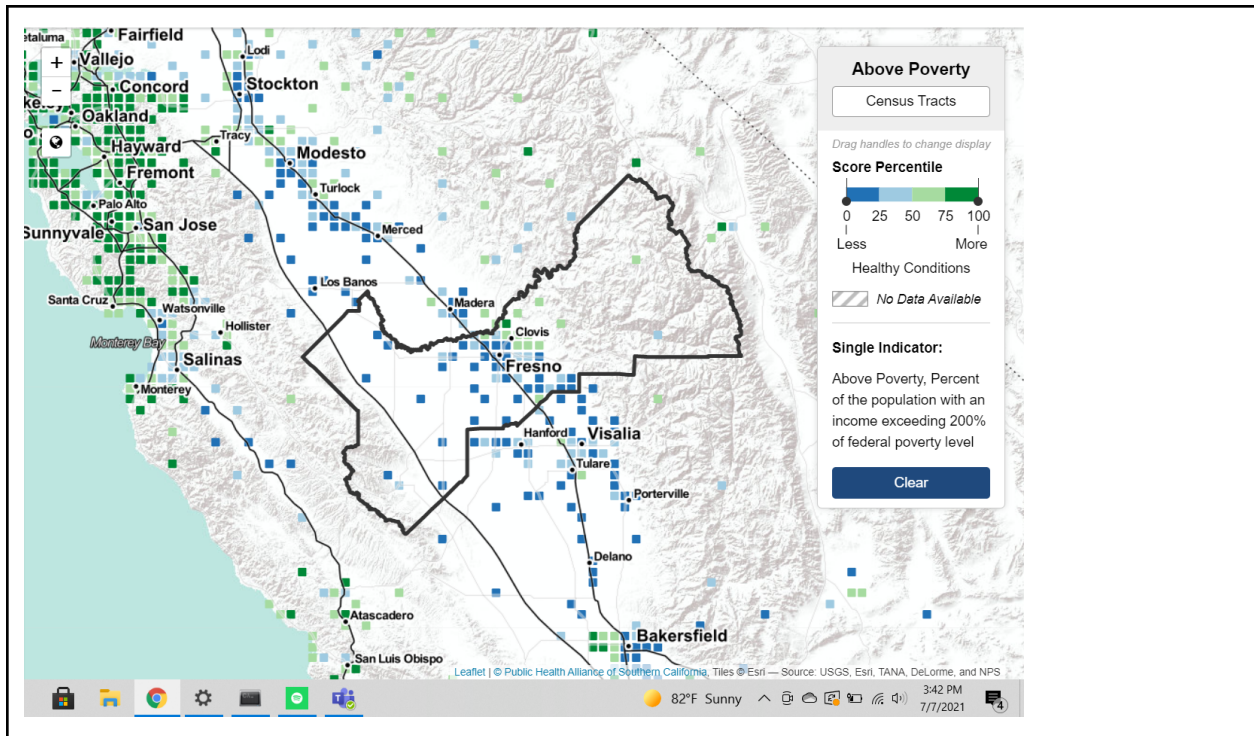 etaluma
Fairfield
Lodi
+
Vallejo
−
Concord
Stockton
Oakland
Tracy
Hayward
Modesto
Fremont
Turlock
Palo Alto
Sunnyvale
San Jose
Merced
Los Banos
Santa Cruz
Watsonville
Madera
Hollister
Clovis
Monterey Bay
Salinas
Fresno
Monterey
Hanford
Visalia
Tulare
Porterville
Delano
Atascadero
Bakersfield
San Luis Obispo
Above Poverty
Census Tracts
Drag handles to change display
Score Percentile
0 25 50 75 100
Less More
Healthy Conditions
No Data Available
Single Indicator:
Above Poverty, Percent
of the population with an
income exceeding 200%
of federal poverty level
Clear
Leaflet | © Public Health Alliance of Southern California, Tiles © Esri — Source: USGS, Esri, TANA, DeLorme, and NPS
82°F Sunny
3:42 PM
7/7/2021
4